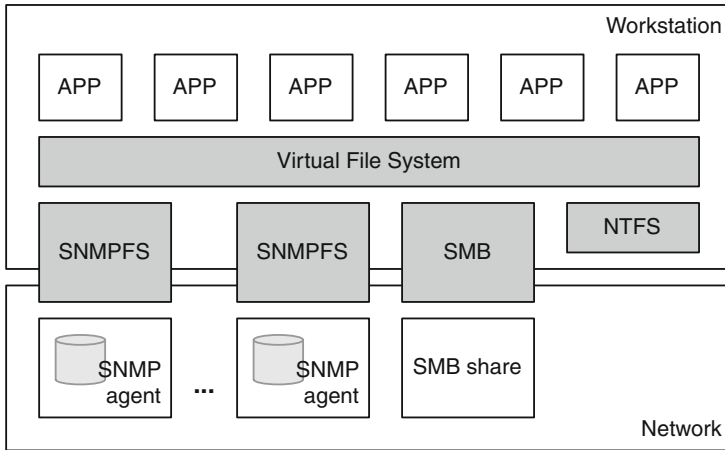 Workstation
APP APP APP APP APP APP
Virtual File System
SNMPFS SNMPFS SMB NTFS
SNMP agent ... SNMP agent SMB share
Network